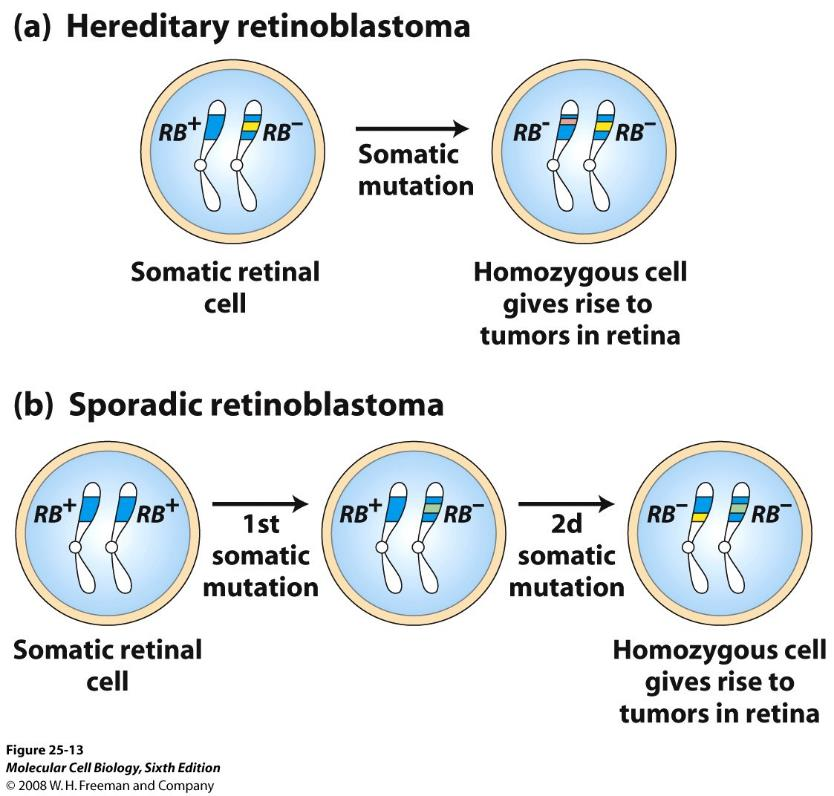 (a) Hereditary retinoblastoma
RB+ RB−
Somatic
mutation
RB- RB−
Somatic retinal
cell
Homozygous cell
gives rise to
tumors in retina
(b) Sporadic retinoblastoma
RB+ RB+
1st
somatic
mutation
RB+ RB−
2d
somatic
mutation
RB− RB−
Somatic retinal
cell
Homozygous cell
gives rise to
tumors in retina
Figure 25-13
Molecular Cell Biology, Sixth Edition
© 2008 W. H. Freeman and Company